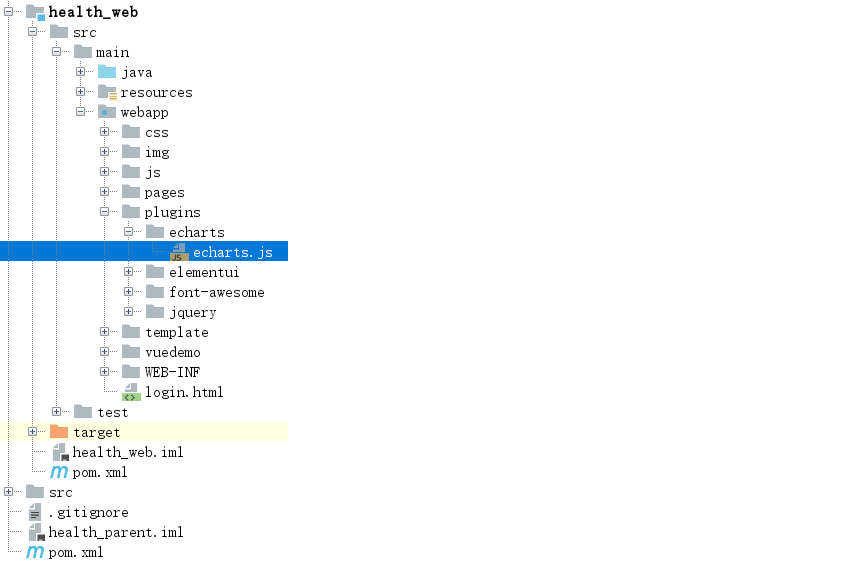 health_web
src
main
java
resources
webapp
css
img
js
pages
plugins
echarts
JS echarts.js
elementui
font-awesome
jquery
template
vuedemo
WEB-INF
<> login.html
test
target
health_web.iml
m pom.xml
src
.gitignore
health_parent.iml
m pom.xml